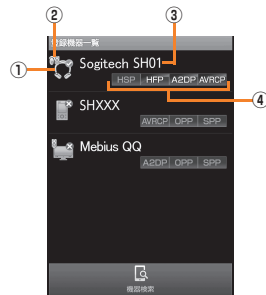 ② ③
登録機器一覧
① Sogitech SH01
HSP HFP A2DP AVRCP
④
SHXXX
AVRCP OPP SPP
Mebius QQ
A2DP OPP SPP
機器検索